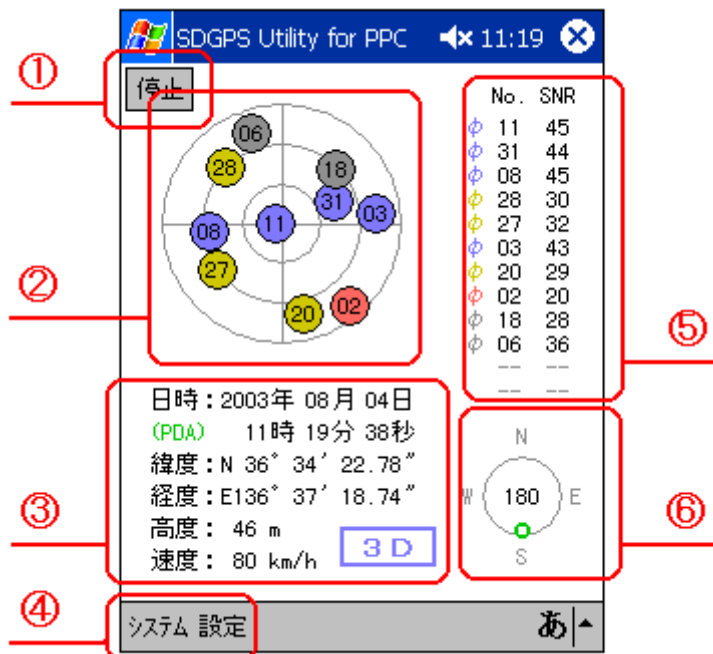 SDGPS Utility for PPC 11:19
①
停止
No. SNR
φ 11 45
φ 31 44
φ 08 45
φ 28 30
φ 27 32
φ 03 43
φ 20 29
φ 02 20
φ 18 28
φ 06 36
-- --
-- --
⑤
②
06
28
18
31
03
11
08
27
20
02
③
日時:2003年 08月 04日
(PDA) 11時 19分 38秒
緯度:N 36° 34′ 22.78″
経度:E136° 37′ 18.74″
高度: 46 m
速度: 80 km/h
3D
N
W 180 E
S
⑥
④
システム 設定
あ